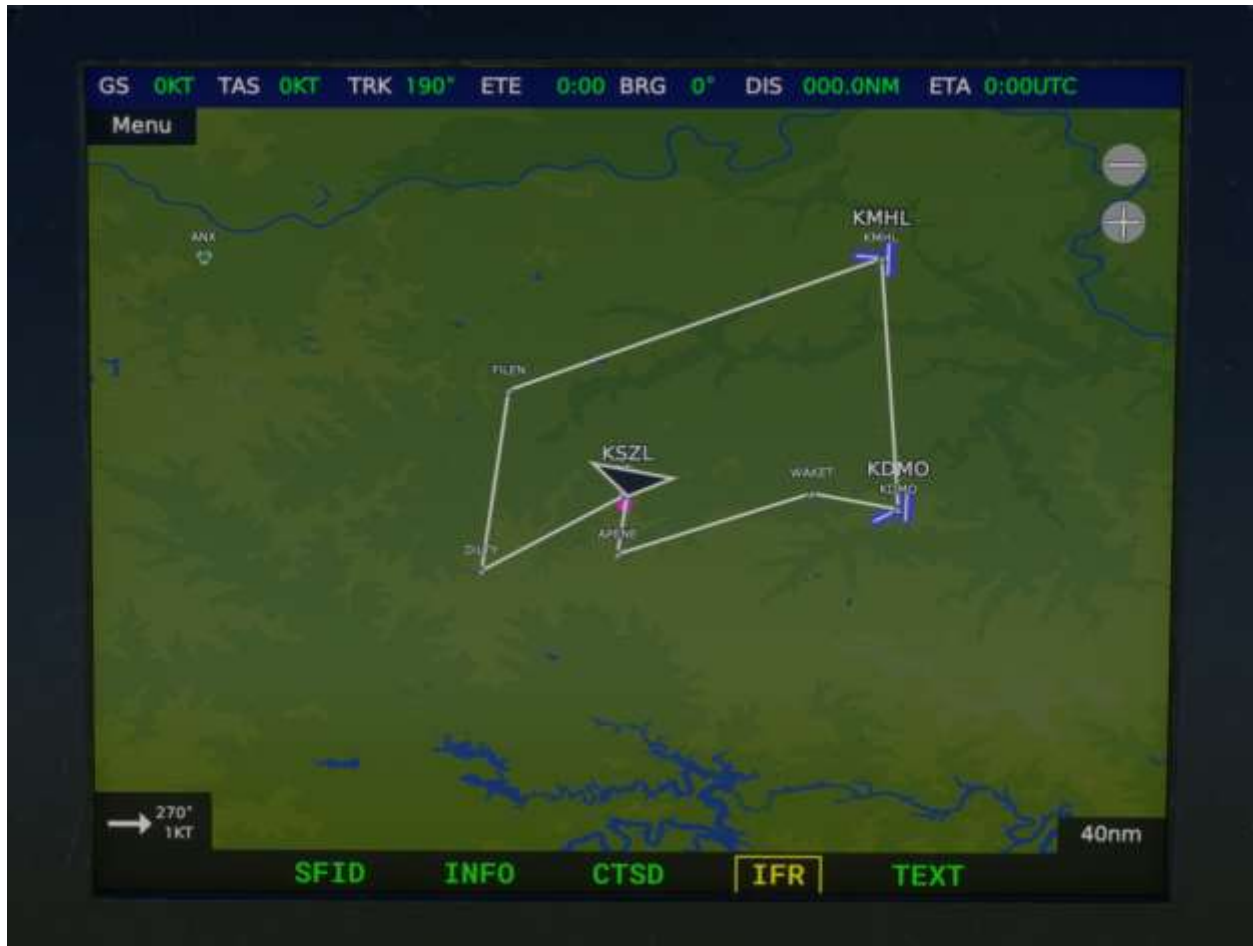 GS 0KT TAS 0KT TRK 190° ETE 0:00 BRG 0° DIS 000.0NM ETA 0:00UTC
Menu
KMHL
KMHL
ANX
FILEN
KSZL
WAKET
KDMO
KDMO
APENE
270°
1KT
40nm
SFID INFO CTSD IFR TEXT